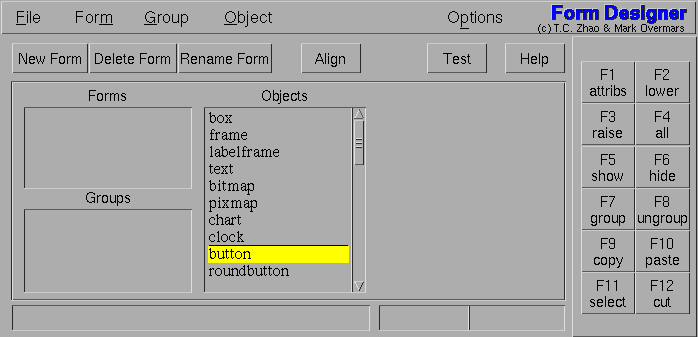 File Form Group Object Options
Form Designer
(c) T.C. Zhao & Mark Overmars
New Form Delete Form Rename Form Align Test Help
Forms
Groups
Objects
box
frame
labelframe
text
bitmap
pixmap
chart
clock
button
roundbutton
F1 F2
attribs lower
F3 F4
raise all
F5 F6
show hide
F7 F8
group ungroup
F9 F10
copy paste
F11 F12
select cut